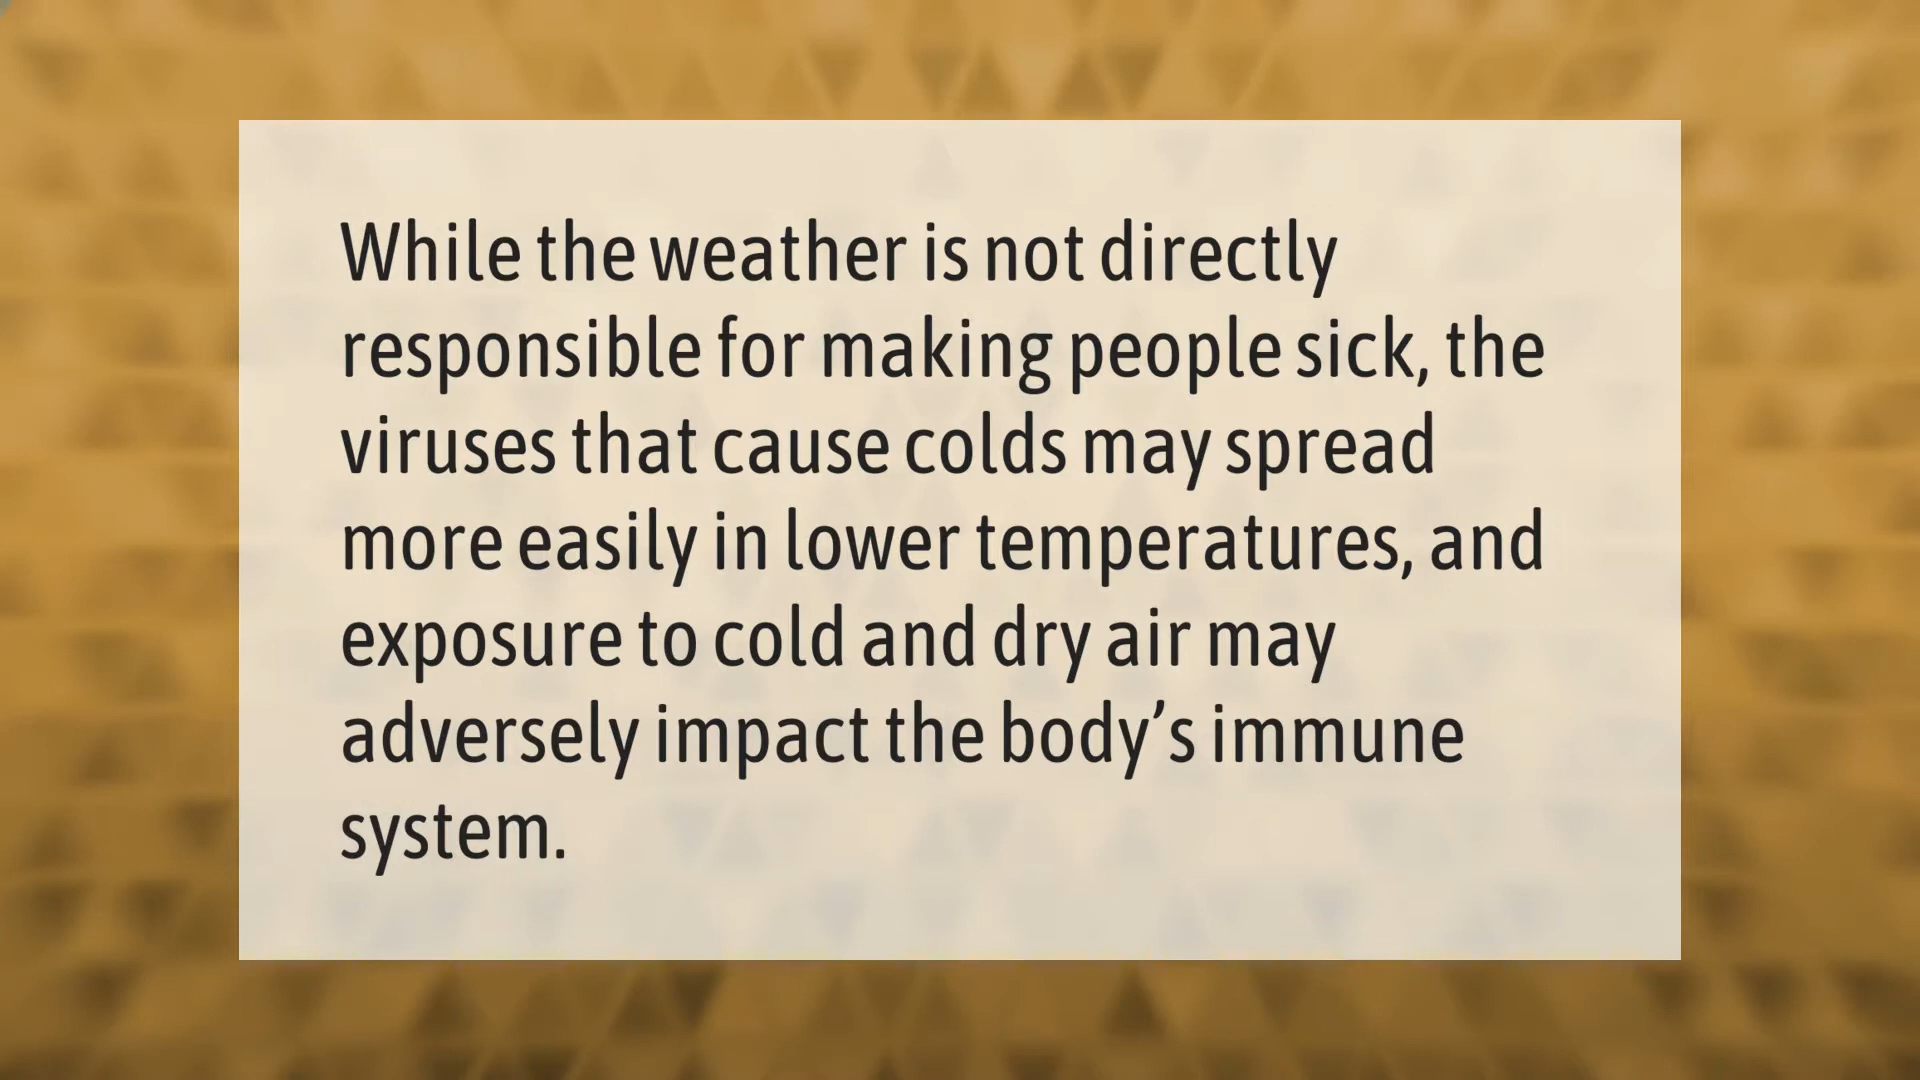 While the weather is not directly
responsible for making people sick, the
viruses that cause colds may spread
more easily in lower temperatures, and
exposure to cold and dry air may
adversely impact the body’s immune
system.